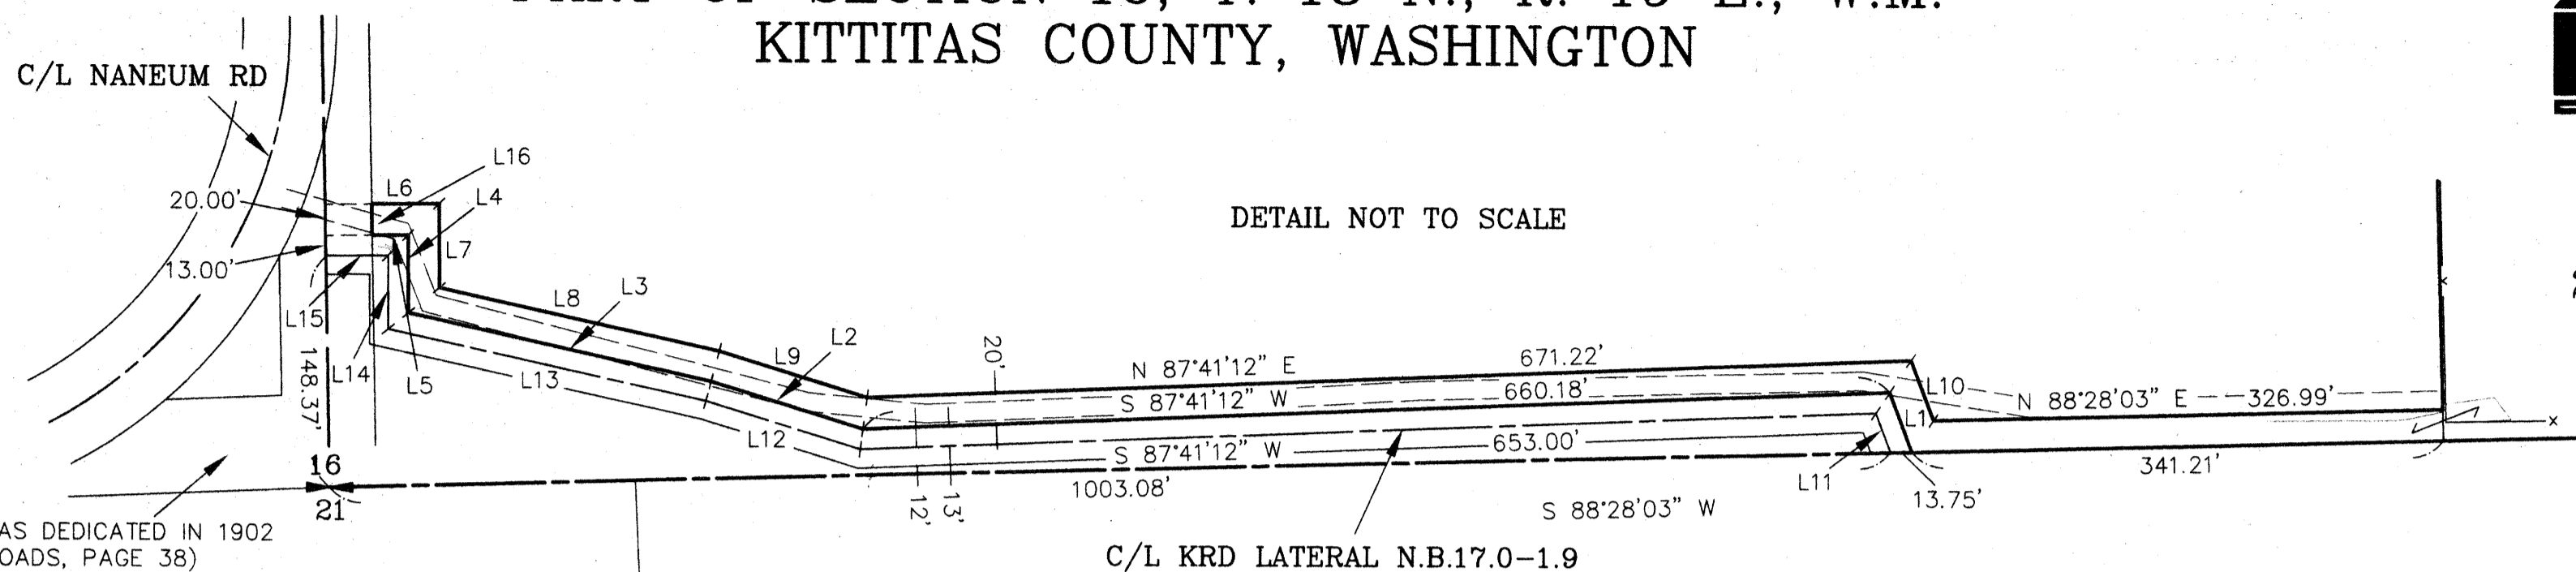 KITTITAS COUNTY, WASHINGTON
C/L NANEUM RD
L16
L6
L4
20.00'
DETAIL NOT TO SCALE
L7
13.00'
L8
L3
L15
L2
148.37'
L14
L5
L13
L9
20'
N 87°41'12" E
671.22'
L10
S 87°41'12" W
660.18'
N 88°28'03" E
326.99'
L1
L12
S 87°41'12" W
653.00'
16
341.21'
L11
1003.08'
13.75'
21
12'
13'
S 88°28'03" W
AS DEDICATED IN 1902
OADS, PAGE 38)
C/L KRD LATERAL N.B.17.0-1.9